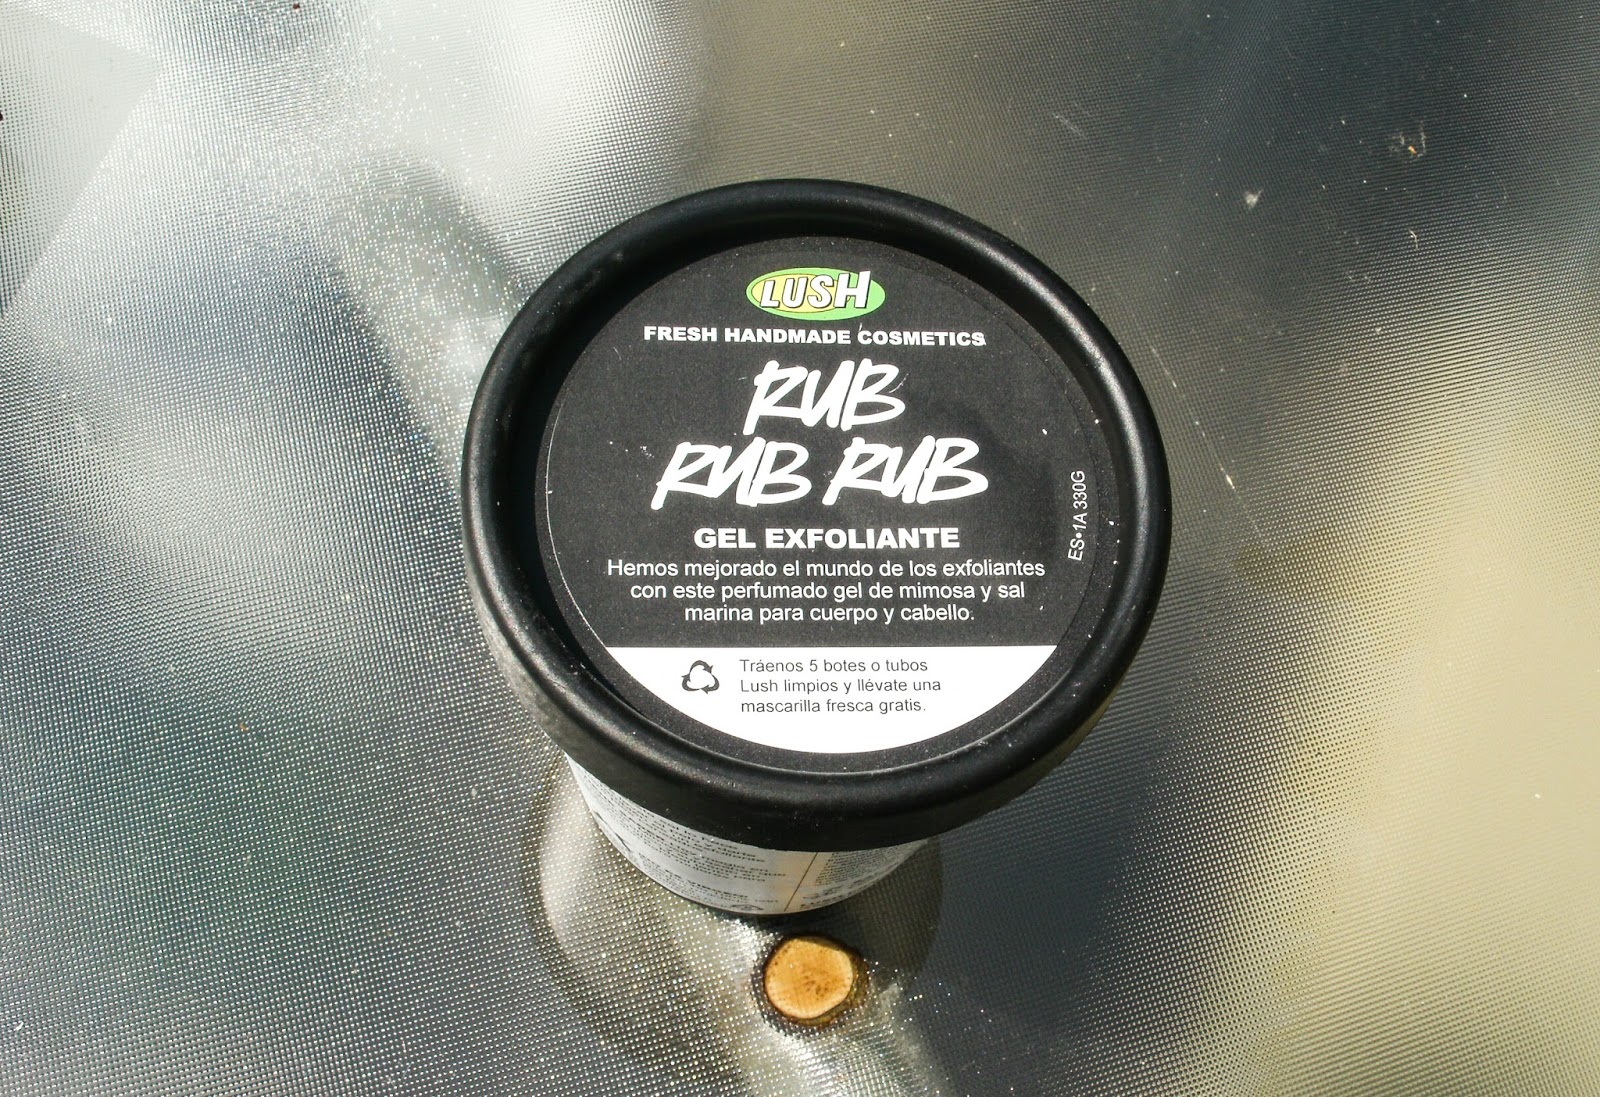 LUSH
FRESH HANDMADE COSMETICS
RUB
RUB RUB
GEL EXFOLIANTE
Hemos mejorado el mundo de los exfoliantes
con este perfumado gel de mimosa y sal
marina para cuerpo y cabello.
ES•1A 330G
Tráenos 5 botes o tubos
Lush limpios y llévate una
mascarilla fresca gratis.